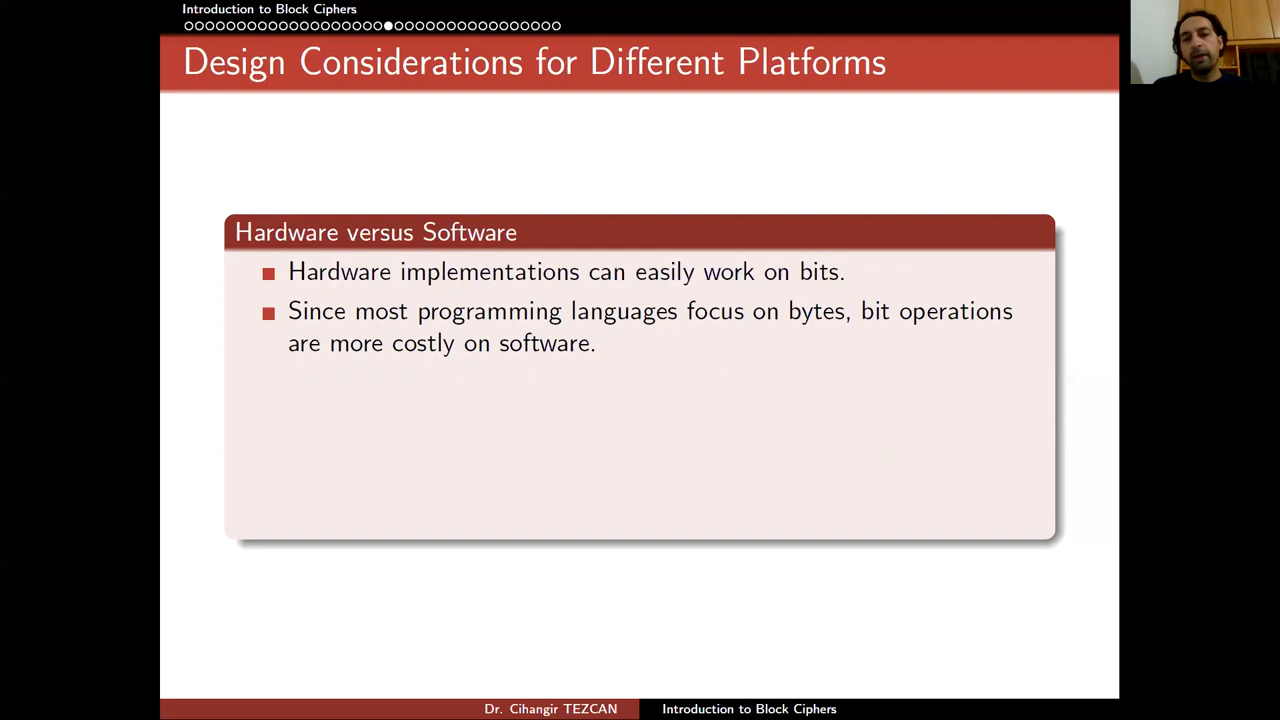 Introduction to Block Ciphers
Design Considerations for Different Platforms
Hardware versus Software
Hardware implementations can easily work on bits.
Since most programming languages focus on bytes, bit operations
are more costly on software.
Dr. Cihangir TEZCAN
Introduction to Block Ciphers